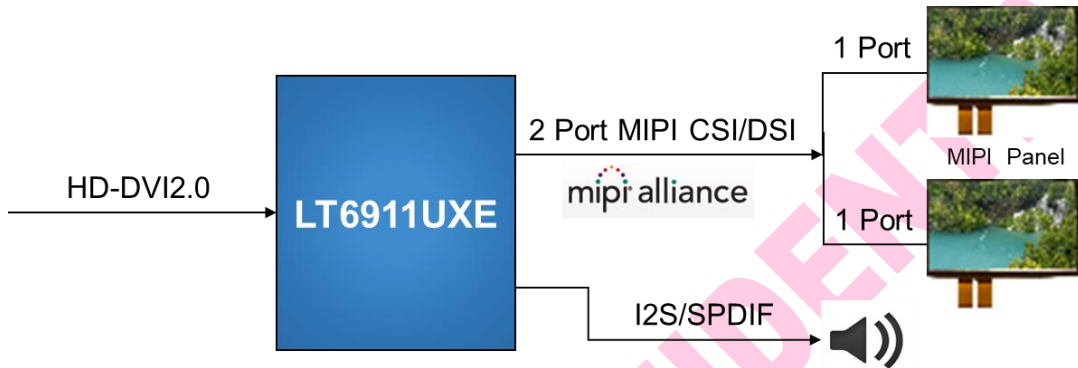 HD-DVI2.0
LT6911UXE
2 Port MIPI CSI/DSI
mipi alliance
1 Port
MIPI Panel
1 Port
I2S/SPDIF